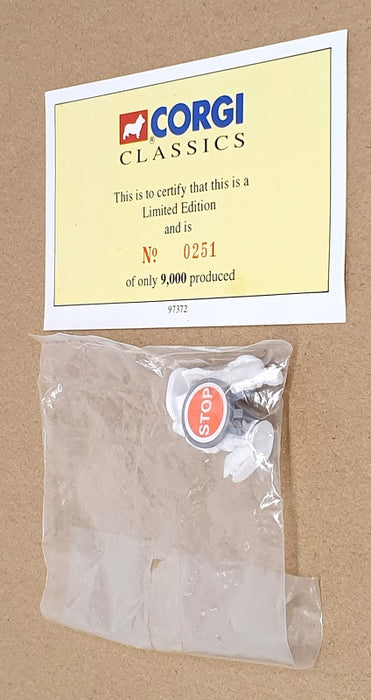 CORGI
®
CLASSICS
This is to certify that this is a
Limited Edition
and is
No 0251
of only 9,000 produced
97372
STOP